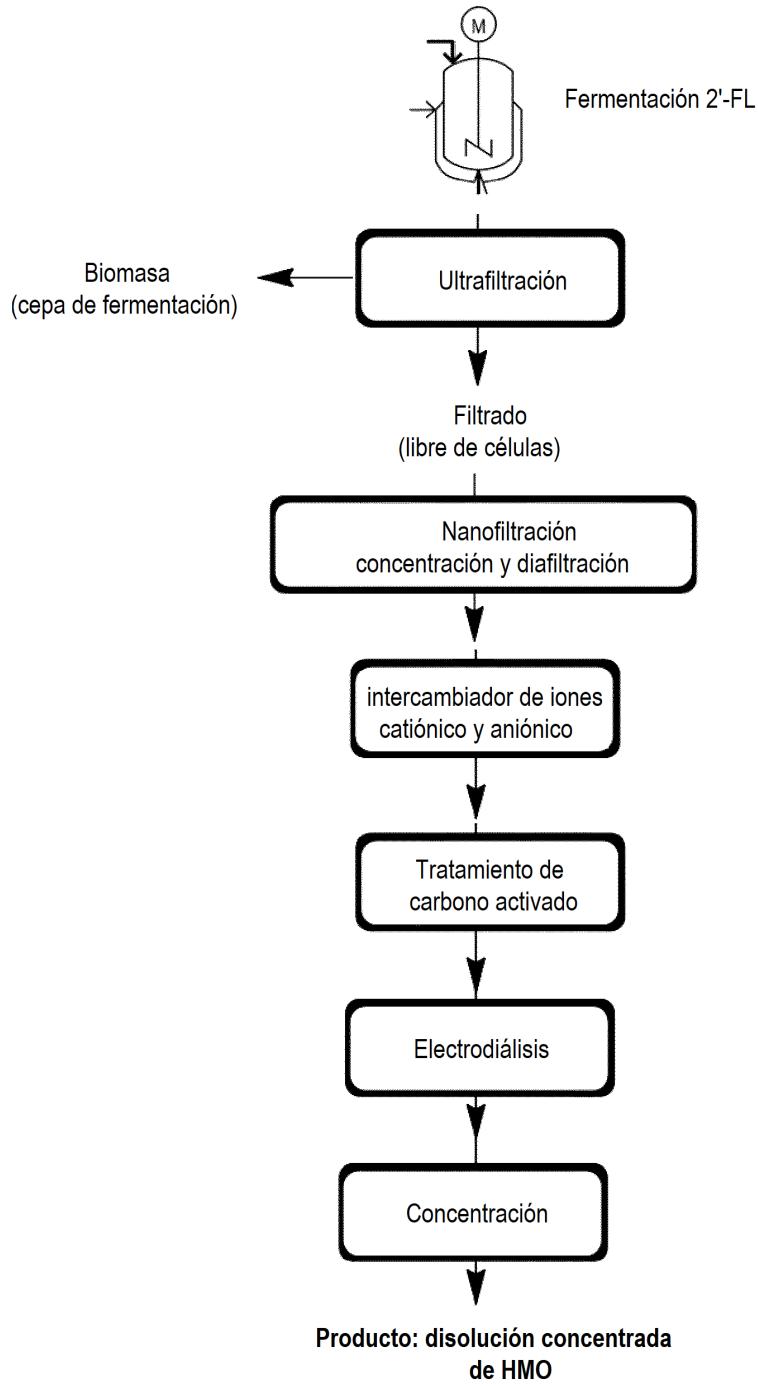 M
Fermentación 2'-FL
Ultrafiltración
Biomasa
(cepa de fermentación)
Filtrado
(libre de células)
Nanofiltración
concentración y diafiltración
intercambiador de iones
catiónico y aniónico
Tratamiento de
carbono activado
Electrodiálisis
Concentración
Producto: disolución concentrada
de HMO